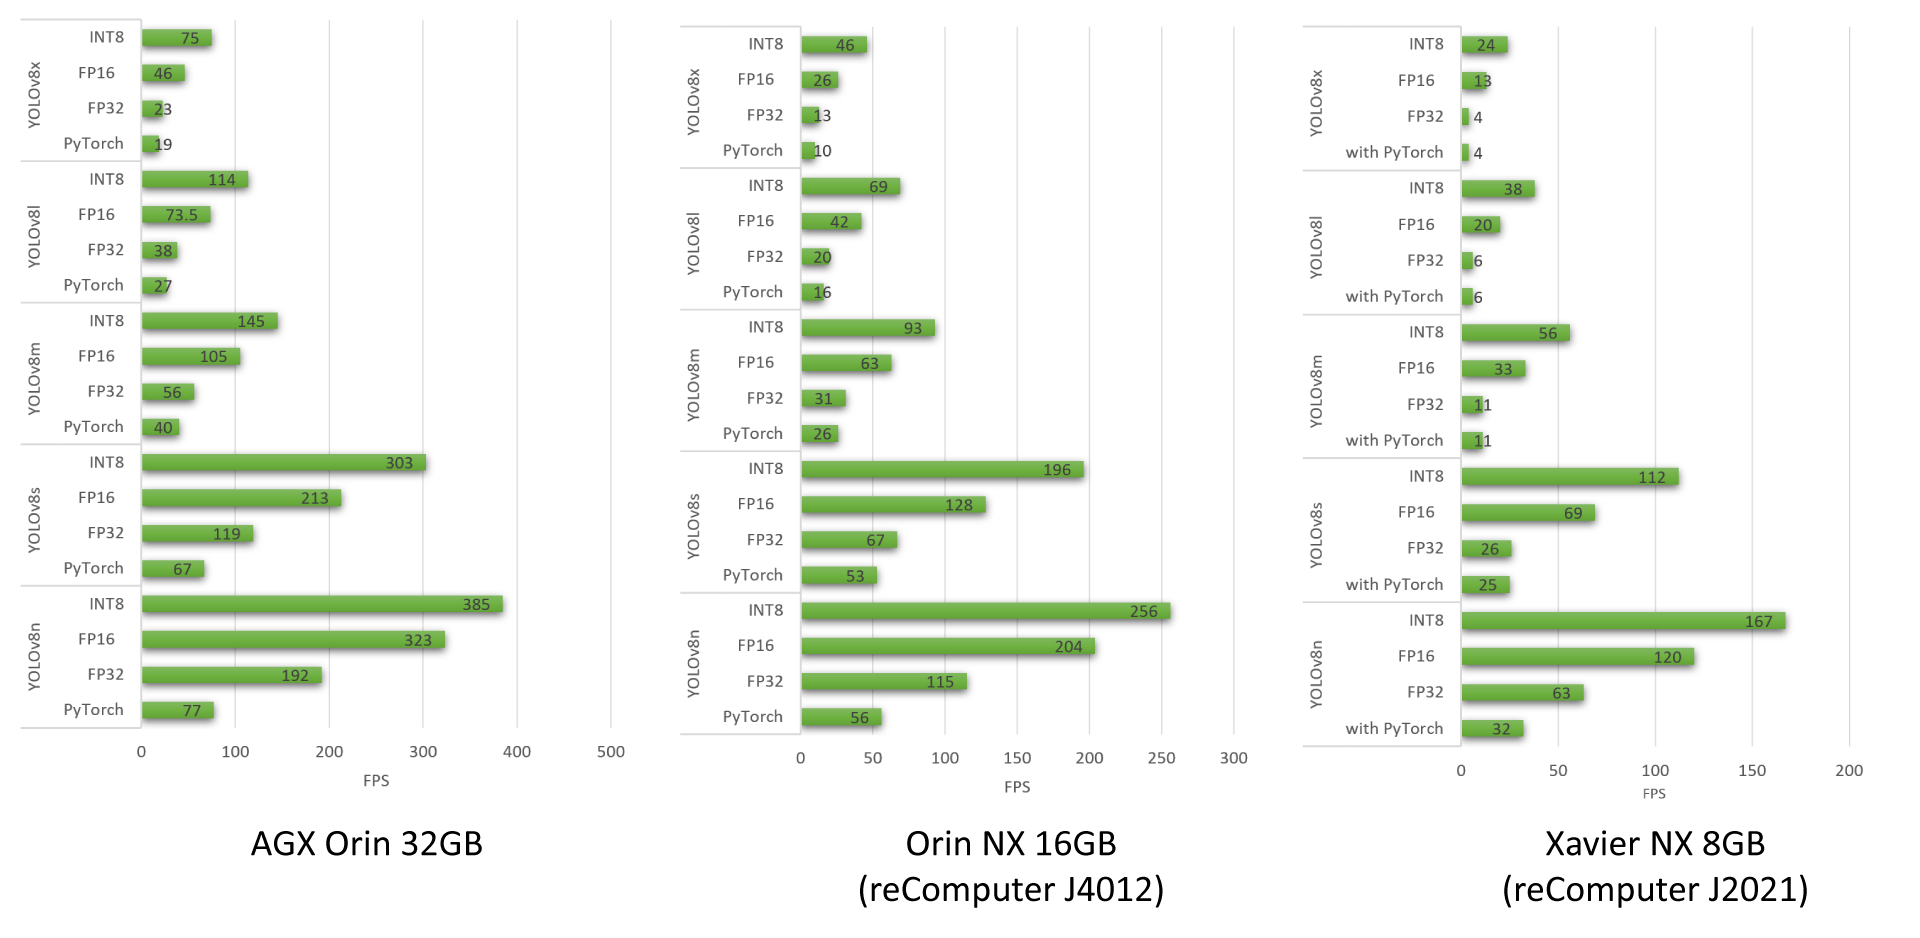 YOLOv8x
INT8 75
FP16 46
FP32 23
PyTorch 19
YOLOv8l
INT8 114
FP16 73.5
FP32 38
PyTorch 27
YOLOv8m
INT8 145
FP16 105
FP32 56
PyTorch 40
YOLOv8s
INT8 303
FP16 213
FP32 119
PyTorch 67
YOLOv8n
INT8 385
FP16 323
FP32 192
PyTorch 77
0 100 200 300 400 500
FPS
AGX Orin 32GB
YOLOv8x
INT8 46
FP16 26
FP32 13
PyTorch 10
YOLOv8l
INT8 69
FP16 42
FP32 20
PyTorch 16
YOLOv8m
INT8 93
FP16 63
FP32 31
PyTorch 26
YOLOv8s
INT8 196
FP16 128
FP32 67
PyTorch 53
YOLOv8n
INT8 256
FP16 204
FP32 115
PyTorch 56
0 50 100 150 200 250 300
FPS
Orin NX 16GB
(reComputer J4012)
YOLOv8x
INT8 24
FP16 13
FP32 4
with PyTorch 4
YOLOv8l
INT8 38
FP16 20
FP32 6
with PyTorch 6
YOLOv8m
INT8 56
FP16 33
FP32 11
with PyTorch 11
YOLOv8s
INT8 112
FP16 69
FP32 26
with PyTorch 25
YOLOv8n
INT8 167
FP16 120
FP32 63
with PyTorch 32
0 50 100 150 200
FPS
Xavier NX 8GB
(reComputer J2021)